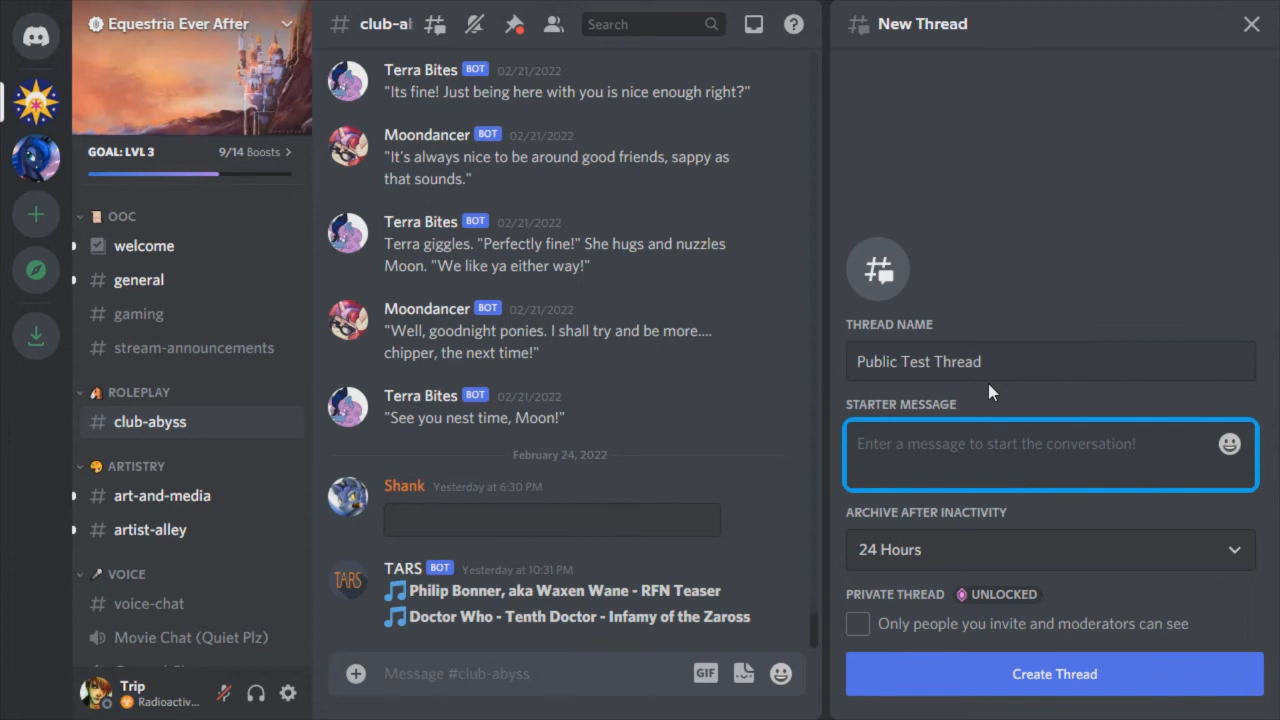 Equestria Ever After
GOAL: LVL 3
9/14 Boosts
OOC
welcome
general
gaming
stream-announcements
ROLEPLAY
club-abyss
ARTISTRY
art-and-media
artist-alley
VOICE
voice-chat
Movie Chat (Quiet Plz)
Trip
Radioactiv...
club-al
Search
Terra Bites BOT 02/21/2022
"Its fine! Just being here with you is nice enough right?"
Moondancer BOT 02/21/2022
"It's always nice to be around good friends, sappy as
that sounds."
Terra Bites BOT 02/21/2022
Terra giggles. "Perfectly fine!" She hugs and nuzzles
Moon. "We like ya either way!"
Moondancer BOT 02/21/2022
"Well, goodnight ponies. I shall try and be more....
chipper, the next time!"
Terra Bites BOT 02/21/2022
"See you nest time, Moon!"
February 24, 2022
Shank Yesterday at 6:30 PM
TARS
TARS BOT Yesterday at 10:31 PM
Philip Bonner, aka Waxen Wane - RFN Teaser
Doctor Who - Tenth Doctor - Infamy of the Zaross
Message #club-abyss
GIF
New Thread
THREAD NAME
Public Test Thread
STARTER MESSAGE
Enter a message to start the conversation!
ARCHIVE AFTER INACTIVITY
24 Hours
PRIVATE THREAD UNLOCKED
Only people you invite and moderators can see
Create Thread